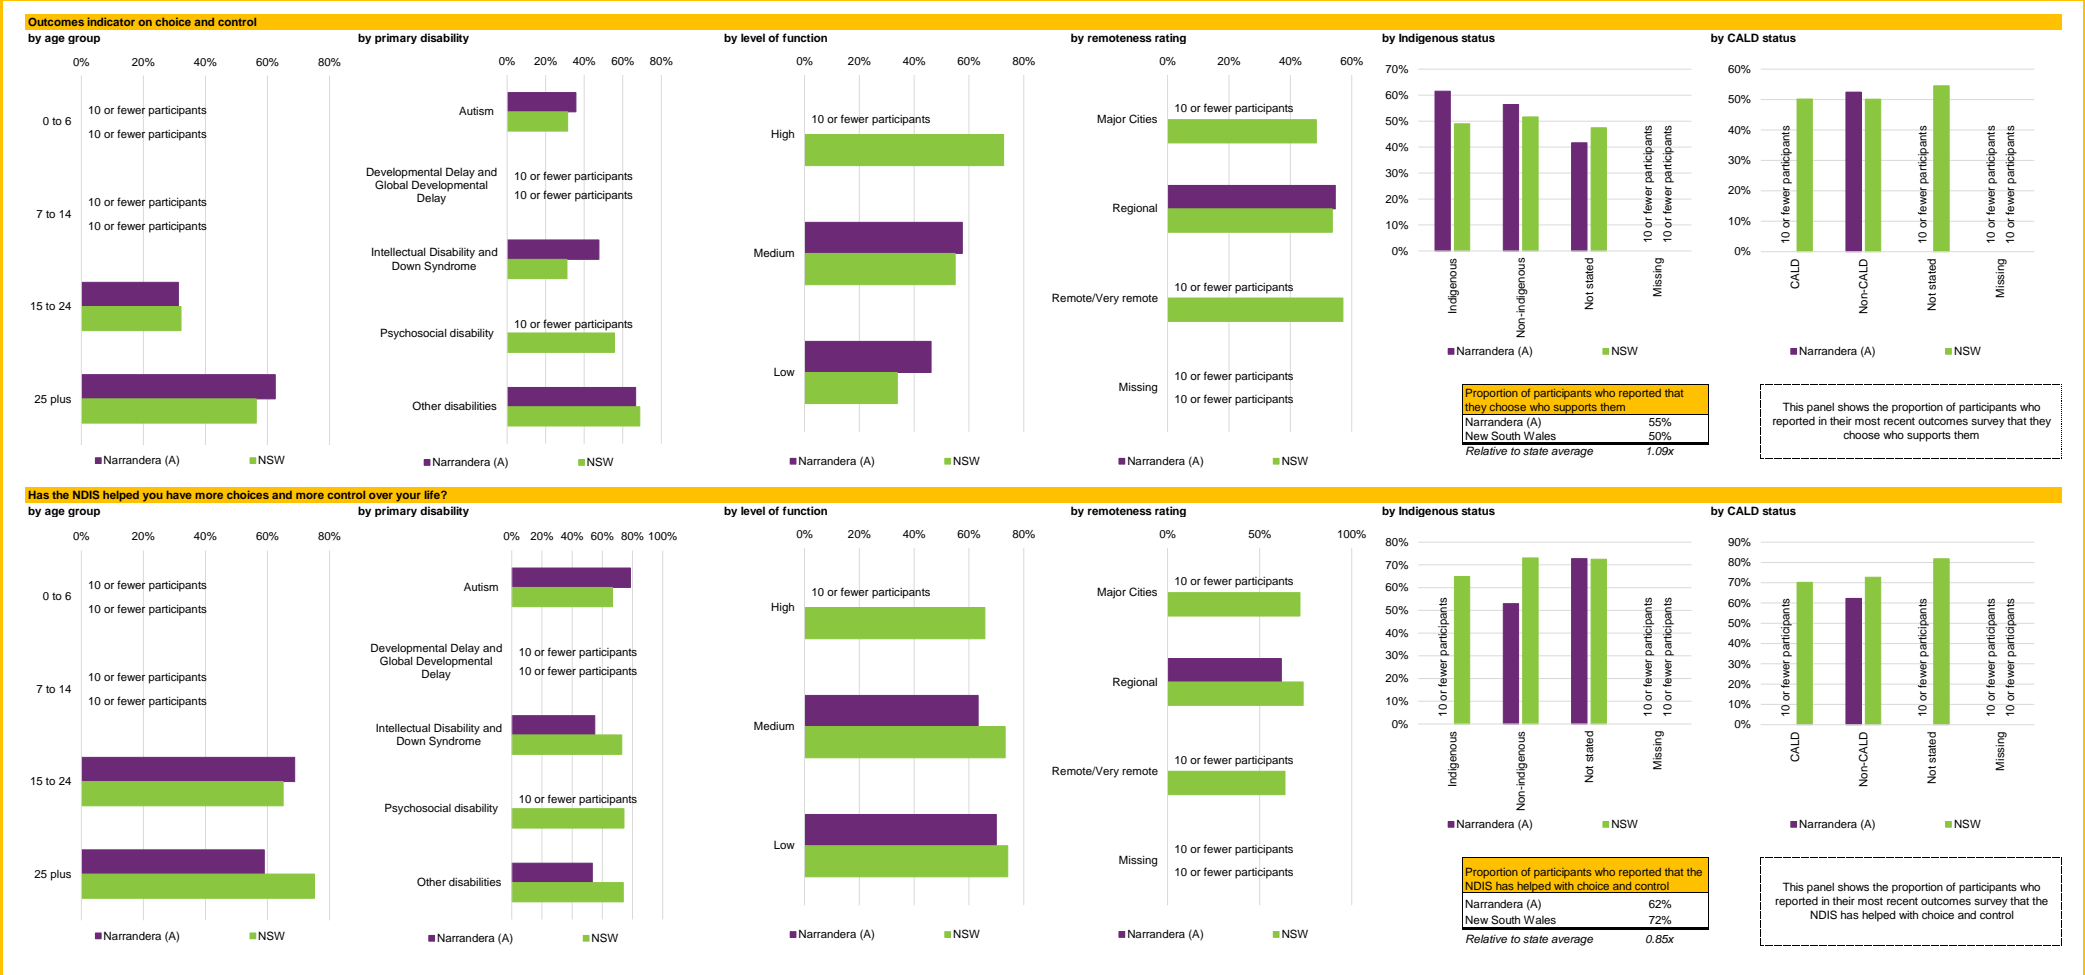 Outcomes indicator on choice and control
by age group
0% 20% 40% 60% 80%
0 to 6
10 or fewer participants
10 or fewer participants
7 to 14
10 or fewer participants
10 or fewer participants
15 to 24
25 plus
Narrandera (A) NSW
by primary disability
0% 20% 40% 60% 80%
Autism
Developmental Delay and
Global Developmental
Delay
10 or fewer participants
10 or fewer participants
Intellectual Disability and
Down Syndrome
Psychosocial disability
10 or fewer participants
Other disabilities
Narrandera (A) NSW
by level of function
0% 20% 40% 60% 80%
High
10 or fewer participants
Medium
Low
Narrandera (A) NSW
by remoteness rating
0% 20% 40% 60%
Major Cities
10 or fewer participants
Regional
Remote/Very remote
10 or fewer participants
Missing
10 or fewer participants
10 or fewer participants
Narrandera (A) NSW
by Indigenous status
70%
60%
50%
40%
30%
20%
10%
0%
10 or fewer participants
10 or fewer participants
Indigenous
Non-indigenous
Not stated
Missing
Narrandera (A) NSW
Proportion of participants who reported that
they choose who supports them
Narrandera (A) 55%
New South Wales 50%
Relative to state average 1.09x
by CALD status
60%
50%
40%
30%
20%
10%
0%
10 or fewer participants
10 or fewer participants
10 or fewer participants
10 or fewer participants
CALD
Non-CALD
Not stated
Missing
Narrandera (A) NSW
This panel shows the proportion of participants who
reported in their most recent outcomes survey that they
choose who supports them
Has the NDIS helped you have more choices and more control over your life?
by age group
0% 20% 40% 60% 80%
0 to 6
10 or fewer participants
10 or fewer participants
7 to 14
10 or fewer participants
10 or fewer participants
15 to 24
25 plus
Narrandera (A) NSW
by primary disability
0% 20% 40% 60% 80% 100%
Autism
Developmental Delay and
Global Developmental
Delay
10 or fewer participants
10 or fewer participants
Intellectual Disability and
Down Syndrome
Psychosocial disability
10 or fewer participants
Other disabilities
Narrandera (A) NSW
by level of function
0% 20% 40% 60% 80%
High
10 or fewer participants
Medium
Low
Narrandera (A) NSW
by remoteness rating
0% 50% 100%
Major Cities
10 or fewer participants
Regional
Remote/Very remote
10 or fewer participants
Missing
10 or fewer participants
10 or fewer participants
Narrandera (A) NSW
by Indigenous status
80%
70%
60%
50%
40%
30%
20%
10%
0%
10 or fewer participants
10 or fewer participants
10 or fewer participants
Indigenous
Non-indigenous
Not stated
Missing
Narrandera (A) NSW
Proportion of participants who reported that the
NDIS has helped with choice and control
Narrandera (A) 62%
New South Wales 72%
Relative to state average 0.85x
by CALD status
90%
80%
70%
60%
50%
40%
30%
20%
10%
0%
10 or fewer participants
10 or fewer participants
10 or fewer participants
10 or fewer participants
CALD
Non-CALD
Not stated
Missing
Narrandera (A) NSW
This panel shows the proportion of participants who
reported in their most recent outcomes survey that the
NDIS has helped with choice and control